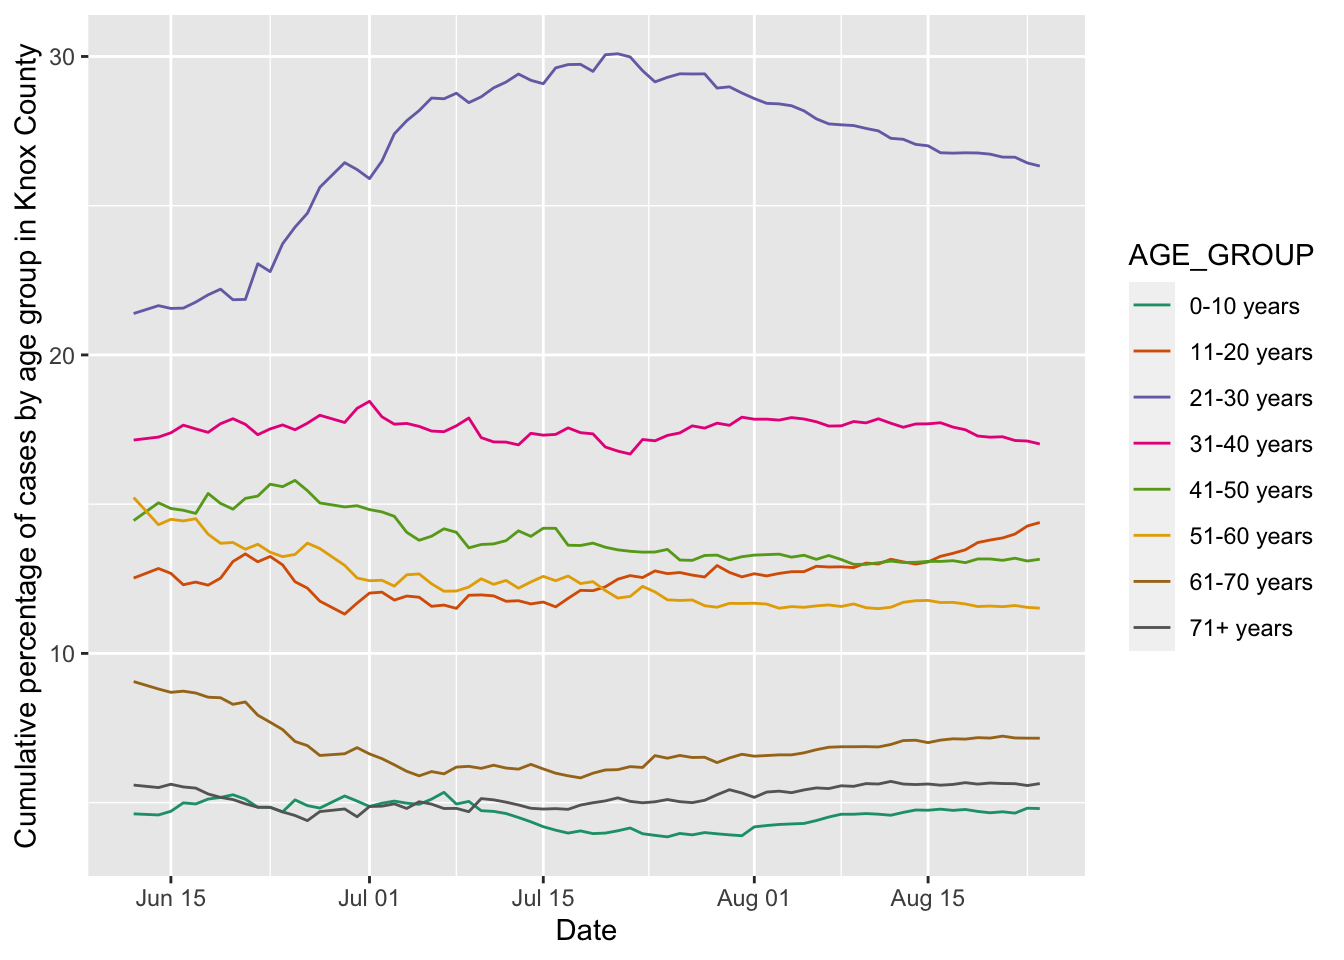 Cumulative percentage of cases by age group in Knox County
30
20
10
Jun 15
Jul 01
Jul 15
Aug 01
Aug 15
Date
AGE_GROUP
0-10 years
11-20 years
21-30 years
31-40 years
41-50 years
51-60 years
61-70 years
71+ years